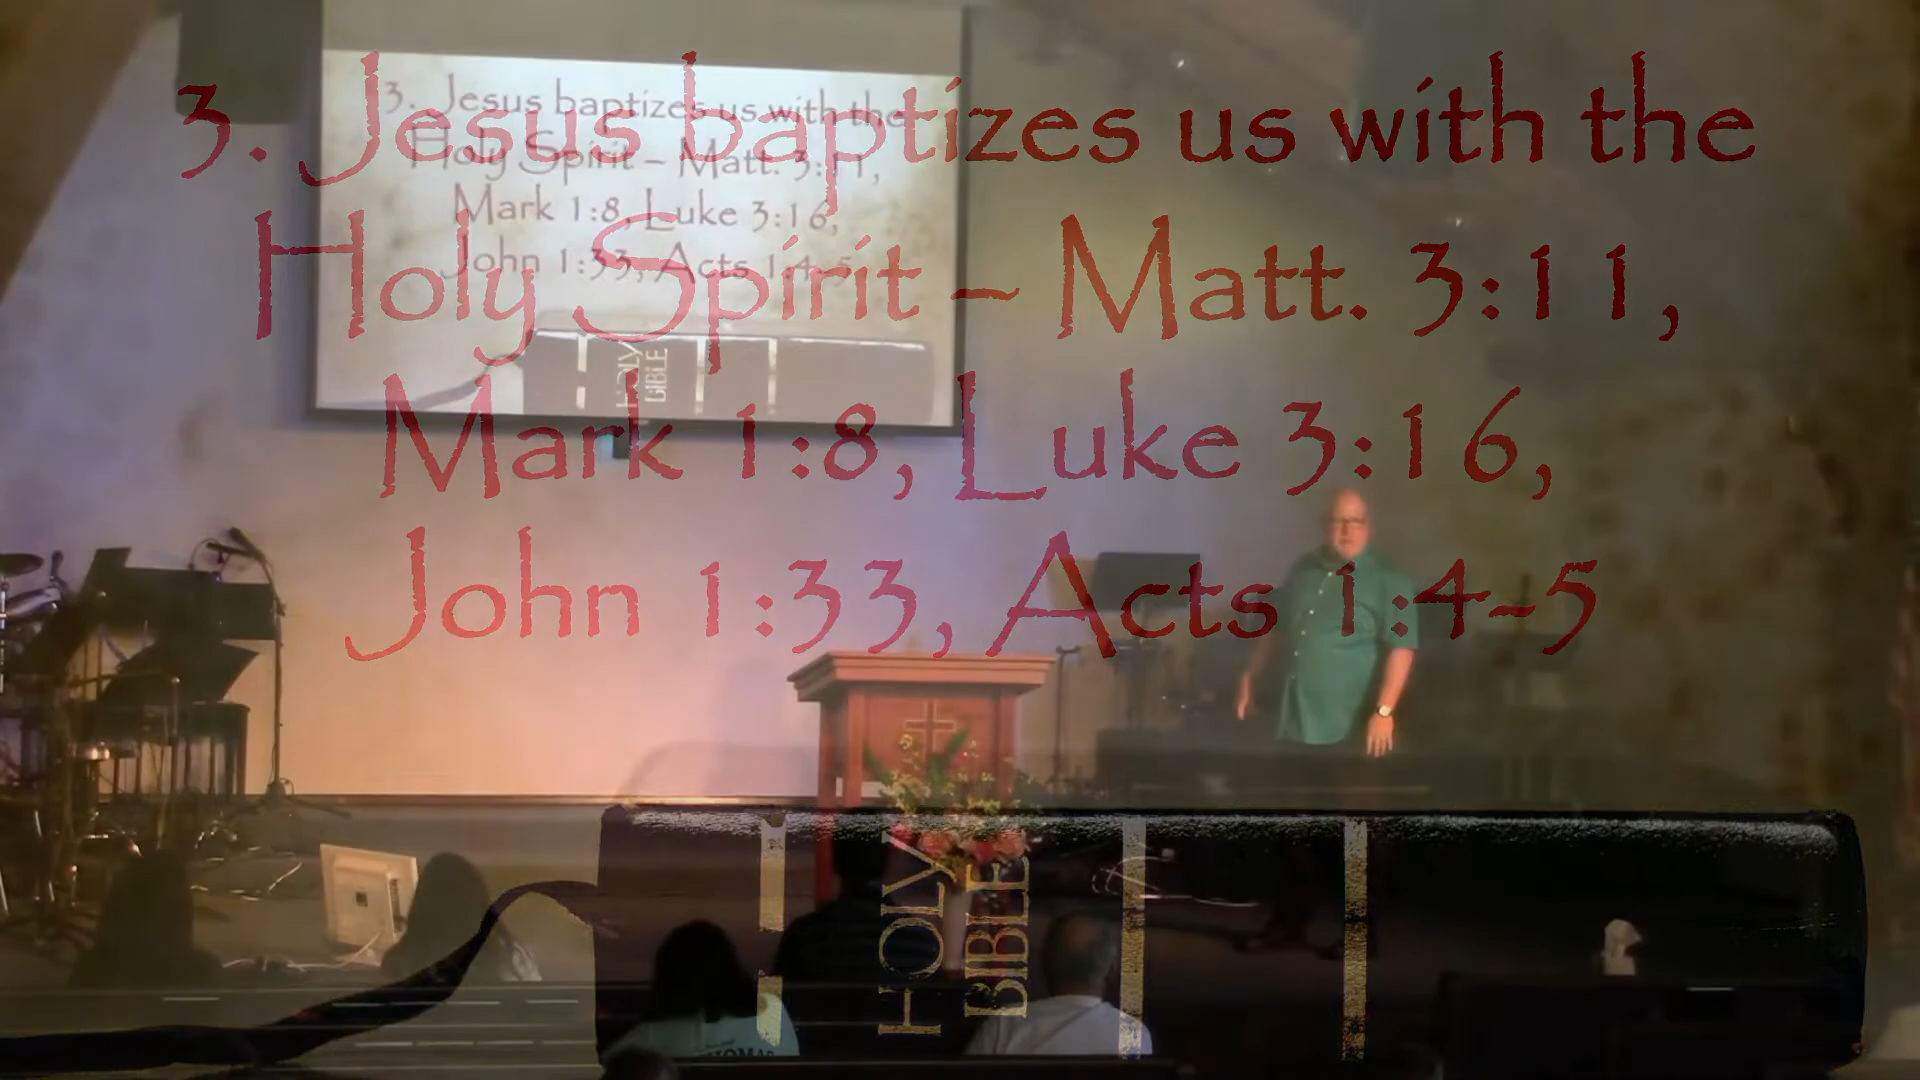 3. Jesus baptizes us with the
Holy Spirit – Matt. 3:11,
Mark 1:8, Luke 3:16,
John 1:33, Acts 1:4-5
3. Jesus baptizes us with the
Holy Spirit – Matt. 3:11,
Mark 1:8, Luke 3:16,
John 1:33, Acts 1:4-5
HOLY
BIBLE
HOLY
BIBLE